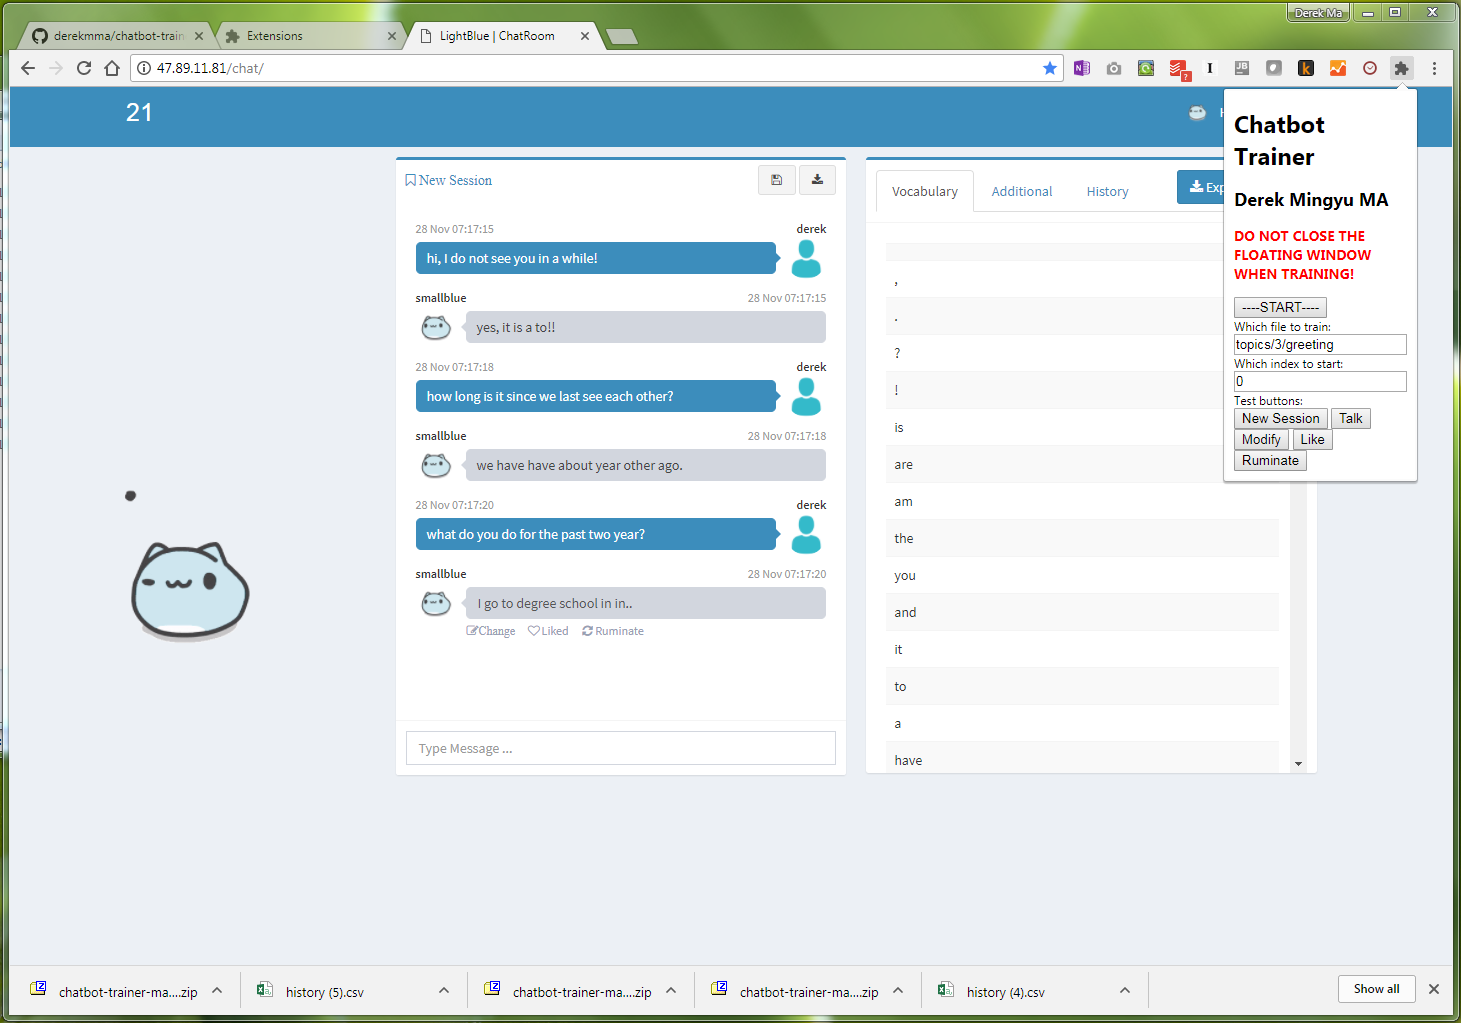 Derek Ma
derekmma/chatbot-train
Extensions
LightBlue | ChatRoom
47.89.11.81/chat/
21
New Session
28 Nov 07:17:15
derek
hi, I do not see you in a while!
smallblue
28 Nov 07:17:15
yes, it is a to!!
28 Nov 07:17:18
derek
how long is it since we last see each other?
smallblue
28 Nov 07:17:18
we have have about year other ago.
28 Nov 07:17:20
derek
what do you do for the past two year?
smallblue
28 Nov 07:17:20
I go to degree school in in..
Change
Liked
Ruminate
Type Message ...
Vocabulary
Additional
History
Exp
,
.
?
!
is
are
am
the
you
and
it
to
a
have
Chatbot
Trainer
Derek Mingyu MA
DO NOT CLOSE THE
FLOATING WINDOW
WHEN TRAINING!
----START----
Which file to train:
topics/3/greeting
Which index to start:
0
Test buttons:
New Session
Talk
Modify
Like
Ruminate
chatbot-trainer-ma....zip
history (5).csv
chatbot-trainer-ma....zip
chatbot-trainer-ma....zip
history (4).csv
Show all